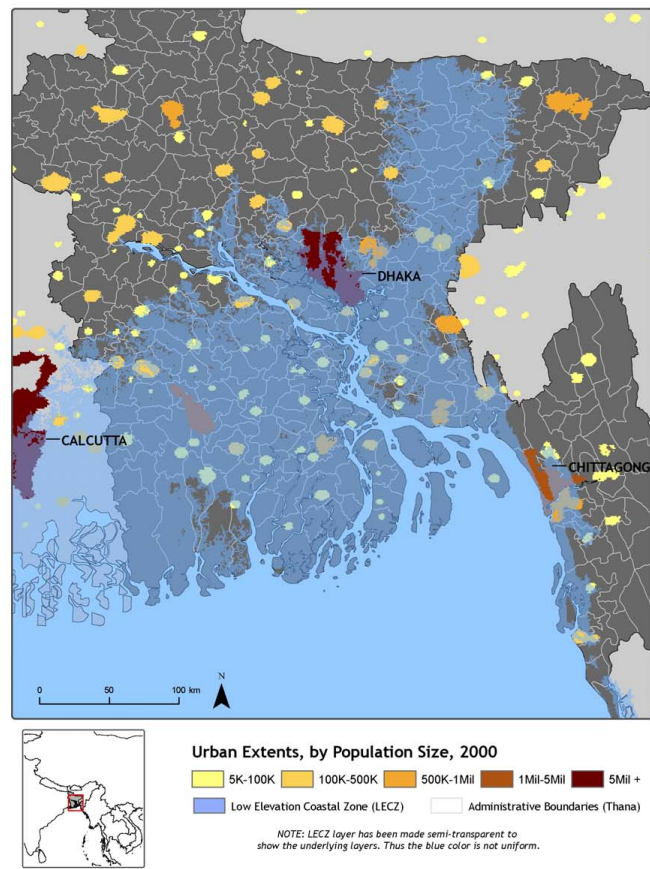 DHAKA
CALCUTTA
CHITTAGONG
N
0 50 100 km
Urban Extents, by Population Size, 2000
5K-100K 100K-500K 500K-1Mil 1Mil-5Mil 5Mil +
Low Elevation Coastal Zone (LECZ) Administrative Boundaries (Thana)
NOTE: LECZ layer has been made semi-transparent to
show the underlying layers. Thus the blue color is not uniform.